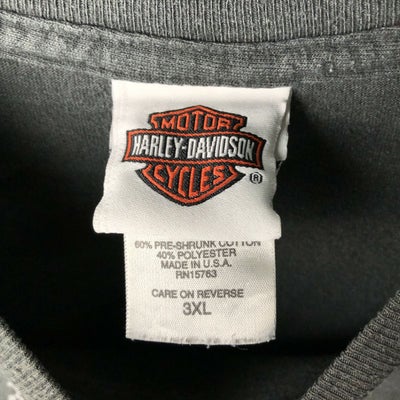 MOTOR
HARLEY-DAVIDSON
CYCLES
®
60% PRE-SHRUNK COTTON
40% POLYESTER
MADE IN U.S.A.
RN15763
CARE ON REVERSE
3XL